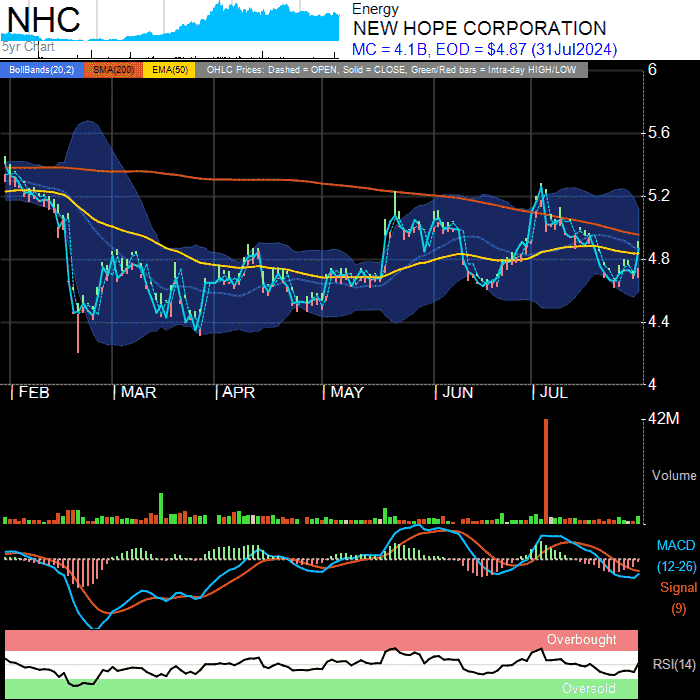 NHC
5yr Chart
Energy
NEW HOPE CORPORATION
MC = 4.1B, EOD = $4.87 (31Jul2024)
BollBands(20,2) SMA(200) EMA(50) OHLC Prices: Dashed = OPEN, Solid = CLOSE, Green/Red bars = Intra-day HIGH/LOW
6
5.6
5.2
4.8
4.4
4
FEB MAR APR MAY JUN JUL
42M
Volume
MACD
(12-26)
Signal
(9)
Overbought
RSI(14)
Oversold